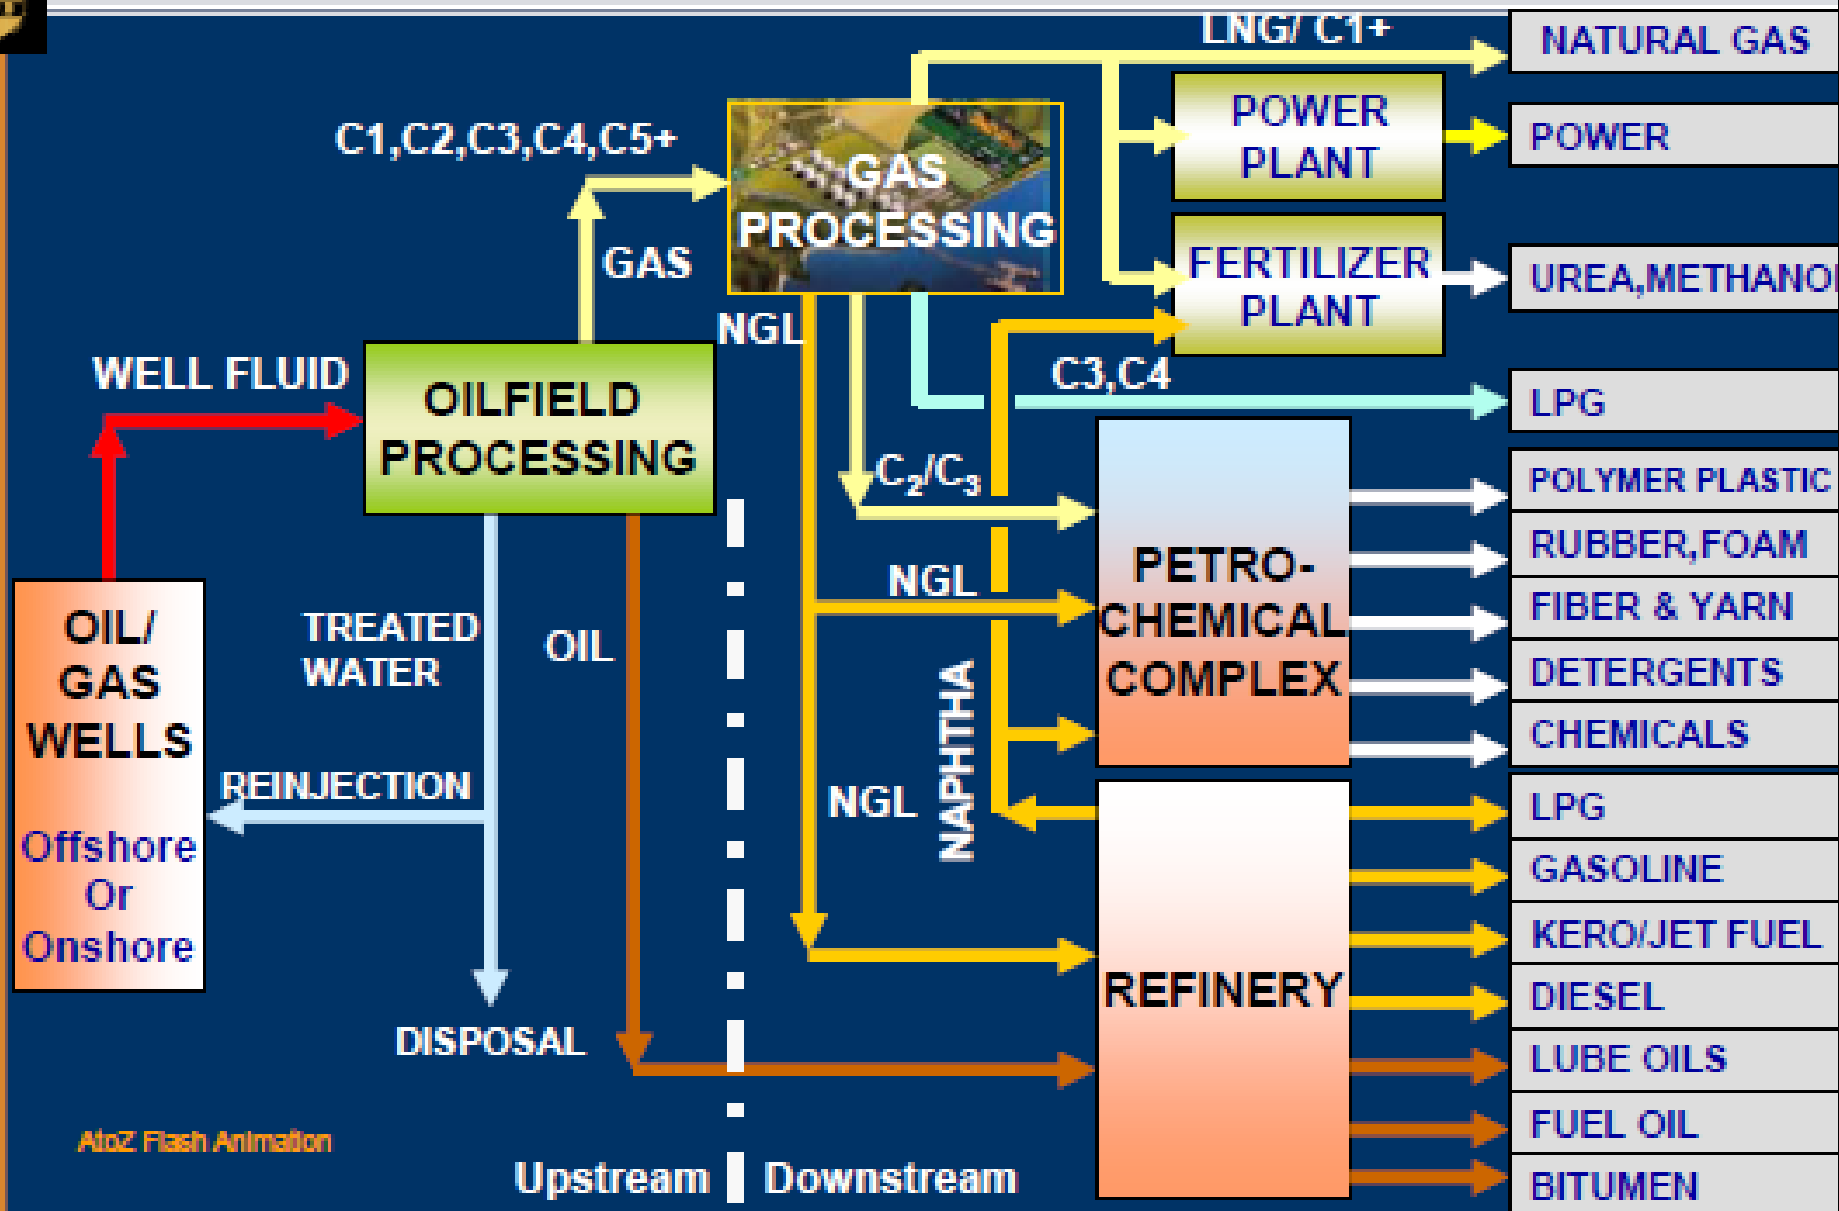 LNG/ C1+
NATURAL GAS
POWER
PLANT
POWER
C1,C2,C3,C4,C5+
GAS
PROCESSING
GAS
FERTILIZER
PLANT
UREA,METHANOL
NGL
WELL FLUID
OILFIELD
PROCESSING
C3,C4
LPG
C2/C3
POLYMER PLASTIC
RUBBER,FOAM
NGL
PETRO-
CHEMICAL
COMPLEX
FIBER & YARN
DETERGENTS
CHEMICALS
OIL/
GAS
WELLS
Offshore
Or
Onshore
TREATED
WATER
OIL
REINJECTION
NAPHTHA
NGL
DISPOSAL
REFINERY
LPG
GASOLINE
KERO/JET FUEL
DIESEL
LUBE OILS
FUEL OIL
BITUMEN
AtoZ Flash Animation
Upstream
Downstream